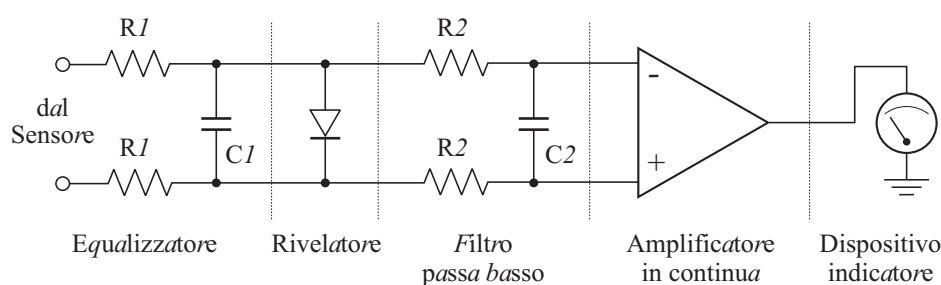 R1
R2
dal
Sensore
R1
C1
R2
C2
-
+
Equalizzatore
Rivelatore
Filtro
passa basso
Amplificatore
in continua
Dispositivo
indicatore